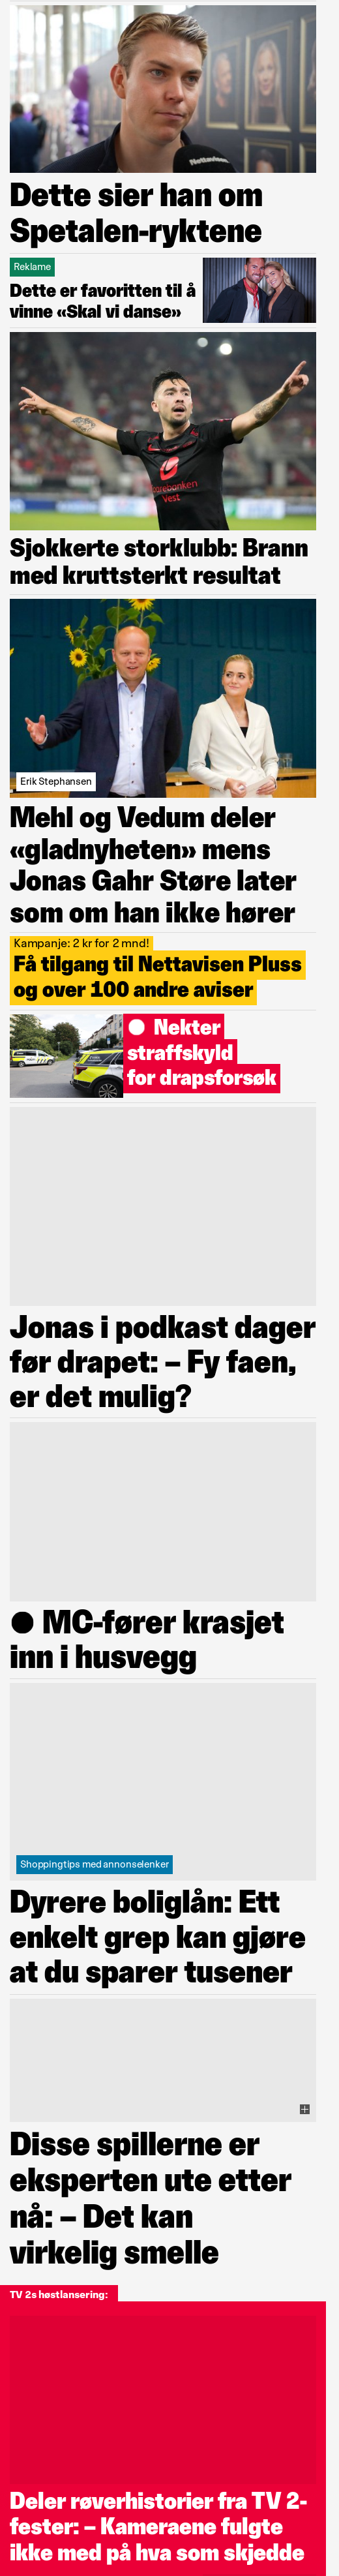 Nettavisen
Dette sier han om
Spetalen-ryktene
Reklame
Dette er favoritten til å
vinne «Skal vi danse»
Sparebanken
Vest
Sjokkerte storklubb: Brann
med kruttsterkt resultat
Erik Stephansen
Mehl og Vedum deler
«gladnyheten» mens
Jonas Gahr Støre later
som om han ikke hører
Kampanje: 2 kr for 2 mnd!
Få tilgang til Nettavisen Pluss
og over 100 andre aviser
● Nekter
straffskyld
for drapsforsøk
Jonas i podkast dager
før drapet: – Fy faen,
er det mulig?
● MC-fører krasjet
inn i husvegg
Shoppingtips med annonselenker
Dyrere boliglån: Ett
enkelt grep kan gjøre
at du sparer tusener
Disse spillerne er
eksperten ute etter
nå: – Det kan
virkelig smelle
TV 2s høstlansering:
Deler røverhistorier fra TV 2-
fester: – Kameraene fulgte
ikke med på hva som skjedde